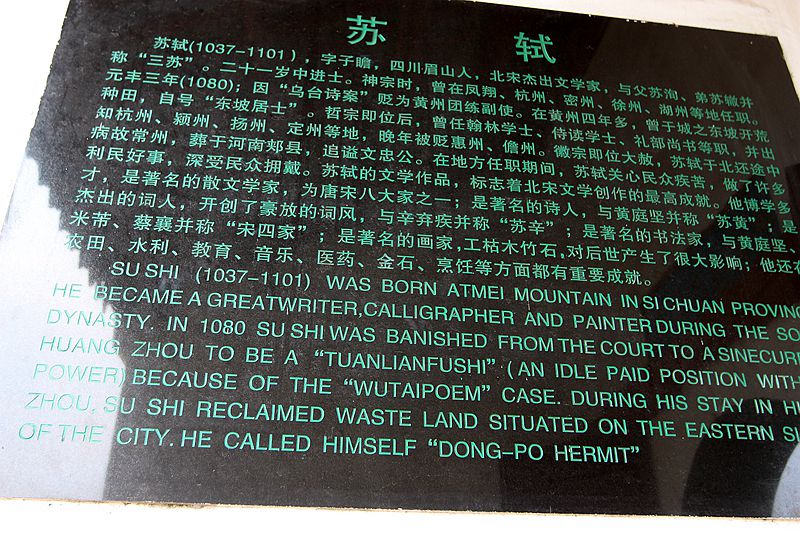 苏 轼
苏轼(1037-1101)，字子瞻，四川眉山人，北宋杰出文学家，与父苏洵、弟苏辙并
称“三苏”。二十一岁中进士。神宗时，曾在凤翔、杭州、密州、徐州、湖州等地任职。
元丰三年(1080)；因“乌台诗案”贬为黄州团练副使。在黄州四年多，曾于城之东坡开荒
种田，自号“东坡居士”。哲宗即位后，曾任翰林学士、侍读学士、礼部尚书等职，并出
知杭州、颍州、扬州、定州等地，晚年被贬惠州、儋州。徽宗即位大赦，苏轼于北还途中
病故常州，葬于河南郏县，追谥文忠公。在地方任职期间，苏轼关心民众疾苦，做了许多
利民好事，深受民众拥戴。苏轼的文学作品，标志着北宋文学创作的最高成就。他博学多
才，是著名的散文学家，为唐宋八大家之一；是著名的诗人，与黄庭坚并称“苏黄”；是
杰出的词人，开创了豪放的词风，与辛弃疾并称“苏辛”；是著名的书法家，与黄庭坚、
米芾、蔡襄并称“宋四家”；是著名的画家，工枯木竹石，对后世产生了很大影响；他还在
农田、水利、教育、音乐、医药、金石、烹饪等方面都有重要成就。
SU SHI (1037-1101) WAS BORN ATMEI MOUNTAIN IN SI CHUAN PROVINC
HE BECAME A GREATWRITER,CALLIGRAPHER AND PAINTER DURING THE SO
DYNASTY. IN 1080 SU SHI WAS BANISHED FROM THE COURT TO A SINECURE
HUANG ZHOU TO BE A “TUANLIANFUSHI” (AN IDLE PAID POSITION WITH
POWER) BECAUSE OF THE “WUTAIPOEM” CASE. DURING HIS STAY IN H
ZHOU, SU SHI RECLAIMED WASTE LAND SITUATED ON THE EASTERN SI
OF THE CITY. HE CALLED HIMSELF “DONG-PO HERMIT”